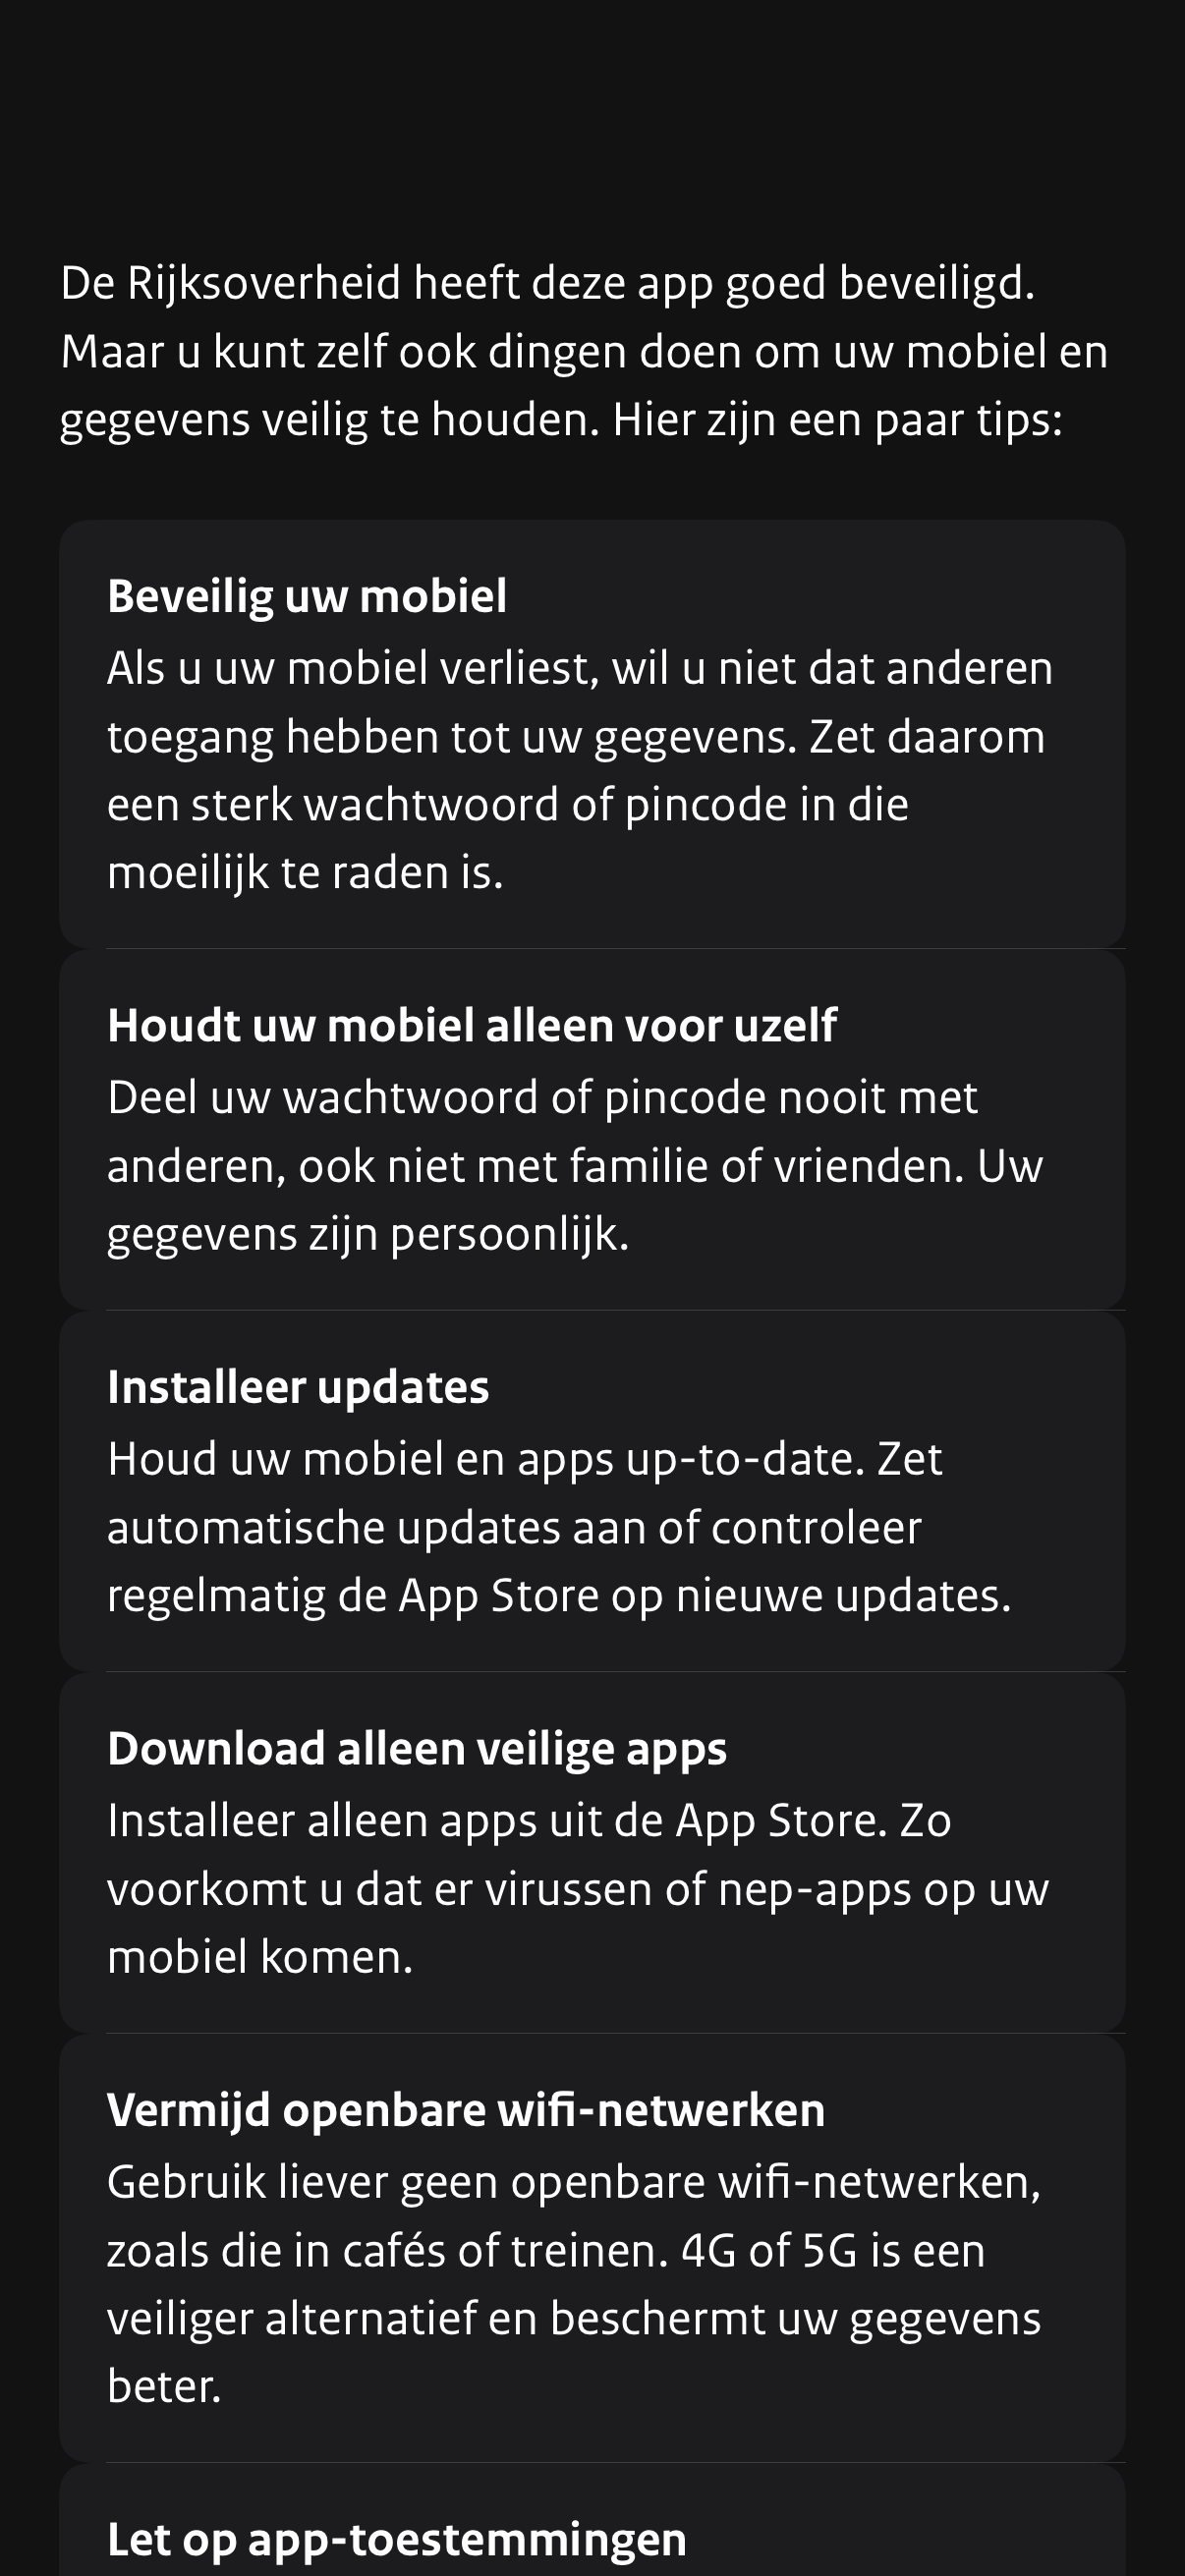 De Rijksoverheid heeft deze app goed beveiligd.
Maar u kunt zelf ook dingen doen om uw mobiel en
gegevens veilig te houden. Hier zijn een paar tips:
Beveilig uw mobiel
Als u uw mobiel verliest, wil u niet dat anderen
toegang hebben tot uw gegevens. Zet daarom
een sterk wachtwoord of pincode in die
moeilijk te raden is.
Houdt uw mobiel alleen voor uzelf
Deel uw wachtwoord of pincode nooit met
anderen, ook niet met familie of vrienden. Uw
gegevens zijn persoonlijk.
Installeer updates
Houd uw mobiel en apps up-to-date. Zet
automatische updates aan of controleer
regelmatig de App Store op nieuwe updates.
Download alleen veilige apps
Installeer alleen apps uit de App Store. Zo
voorkomt u dat er virussen of nep-apps op uw
mobiel komen.
Vermijd openbare wifi-netwerken
Gebruik liever geen openbare wifi-netwerken,
zoals die in cafés of treinen. 4G of 5G is een
veiliger alternatief en beschermt uw gegevens
beter.
Let op app-toestemmingen